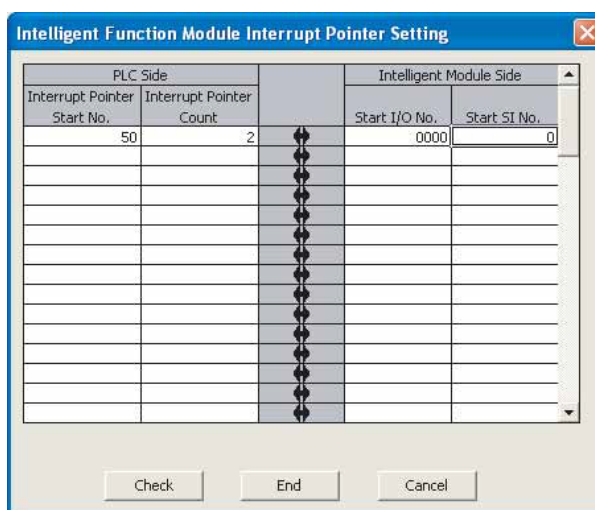 Intelligent Function Module Interrupt Pointer Setting
PLC Side Intelligent Module Side
Interrupt Pointer Start No. Interrupt Pointer Count Start I/O No. Start SI No.
50 2 0000 0
Check End Cancel